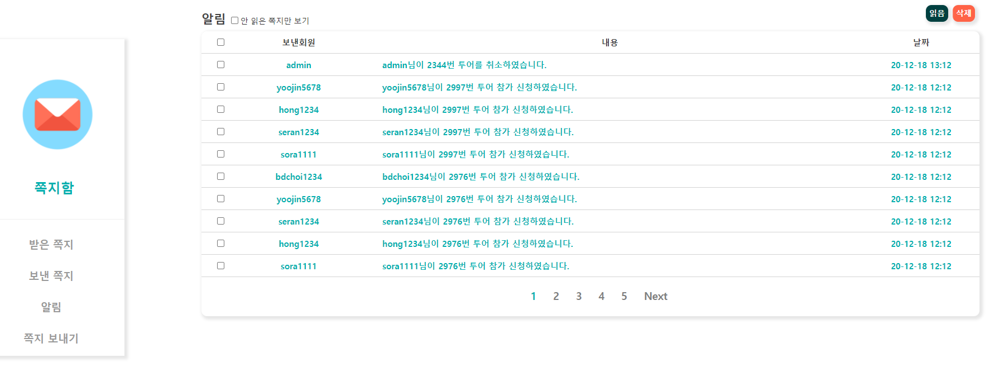 쪽지함
받은 쪽지
보낸 쪽지
알림
쪽지 보내기
알림 안 읽은 쪽지만 보기
읽음 삭제
보낸회원 내용 날짜
admin admin님이 2344번 투어를 취소하였습니다. 20-12-18 13:12
yoojin5678 yoojin5678님이 2997번 투어 참가 신청하였습니다. 20-12-18 12:12
hong1234 hong1234님이 2997번 투어 참가 신청하였습니다. 20-12-18 12:12
seran1234 seran1234님이 2997번 투어 참가 신청하였습니다. 20-12-18 12:12
sora1111 sora1111님이 2997번 투어 참가 신청하였습니다. 20-12-18 12:12
bdchoi1234 bdchoi1234님이 2976번 투어 참가 신청하였습니다. 20-12-18 12:12
yoojin5678 yoojin5678님이 2976번 투어 참가 신청하였습니다. 20-12-18 12:12
seran1234 seran1234님이 2976번 투어 참가 신청하였습니다. 20-12-18 12:12
hong1234 hong1234님이 2976번 투어 참가 신청하였습니다. 20-12-18 12:12
sora1111 sora1111님이 2976번 투어 참가 신청하였습니다. 20-12-18 12:12
1 2 3 4 5 Next